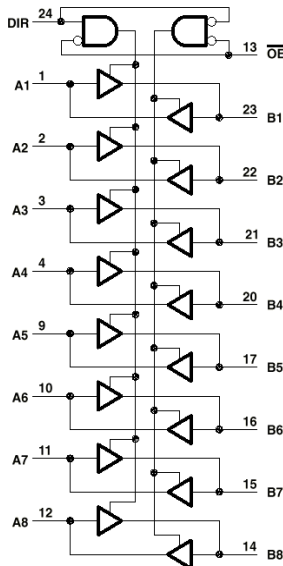 DIR 24
13 OE
A1 1
23 B1
A2 2
22 B2
A3 3
21 B3
A4 4
20 B4
A5 9
17 B5
A6 10
16 B6
A7 11
15 B7
A8 12
14 B8